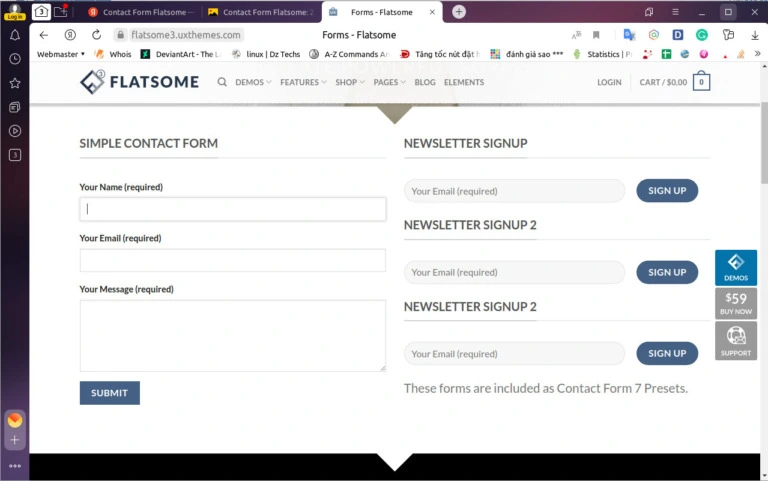 Log in
3
Contact Form Flatsome
Contact Form Flatsome: 2
Forms - Flatsome
flatsome3.uxthemes.com
Forms - Flatsome
Webmaster
Whois
DeviantArt - The L
linux | Dz Techs
A-Z Commands
Tăng tốc nút đặt h
đánh giá sao ***
Statistics |
3
FLATSOME
3
DEMOS
FEATURES
SHOP
PAGES
BLOG
ELEMENTS
LOGIN
CART / $0,00
0
SIMPLE CONTACT FORM
Your Name (required)
Your Email (required)
Your Message (required)
SUBMIT
NEWSLETTER SIGNUP
Your Email (required)
SIGN UP
NEWSLETTER SIGNUP 2
Your Email (required)
SIGN UP
NEWSLETTER SIGNUP 2
Your Email (required)
SIGN UP
These forms are included as Contact Form 7 Presets.
DEMOS
$59
BUY NOW
SUPPORT